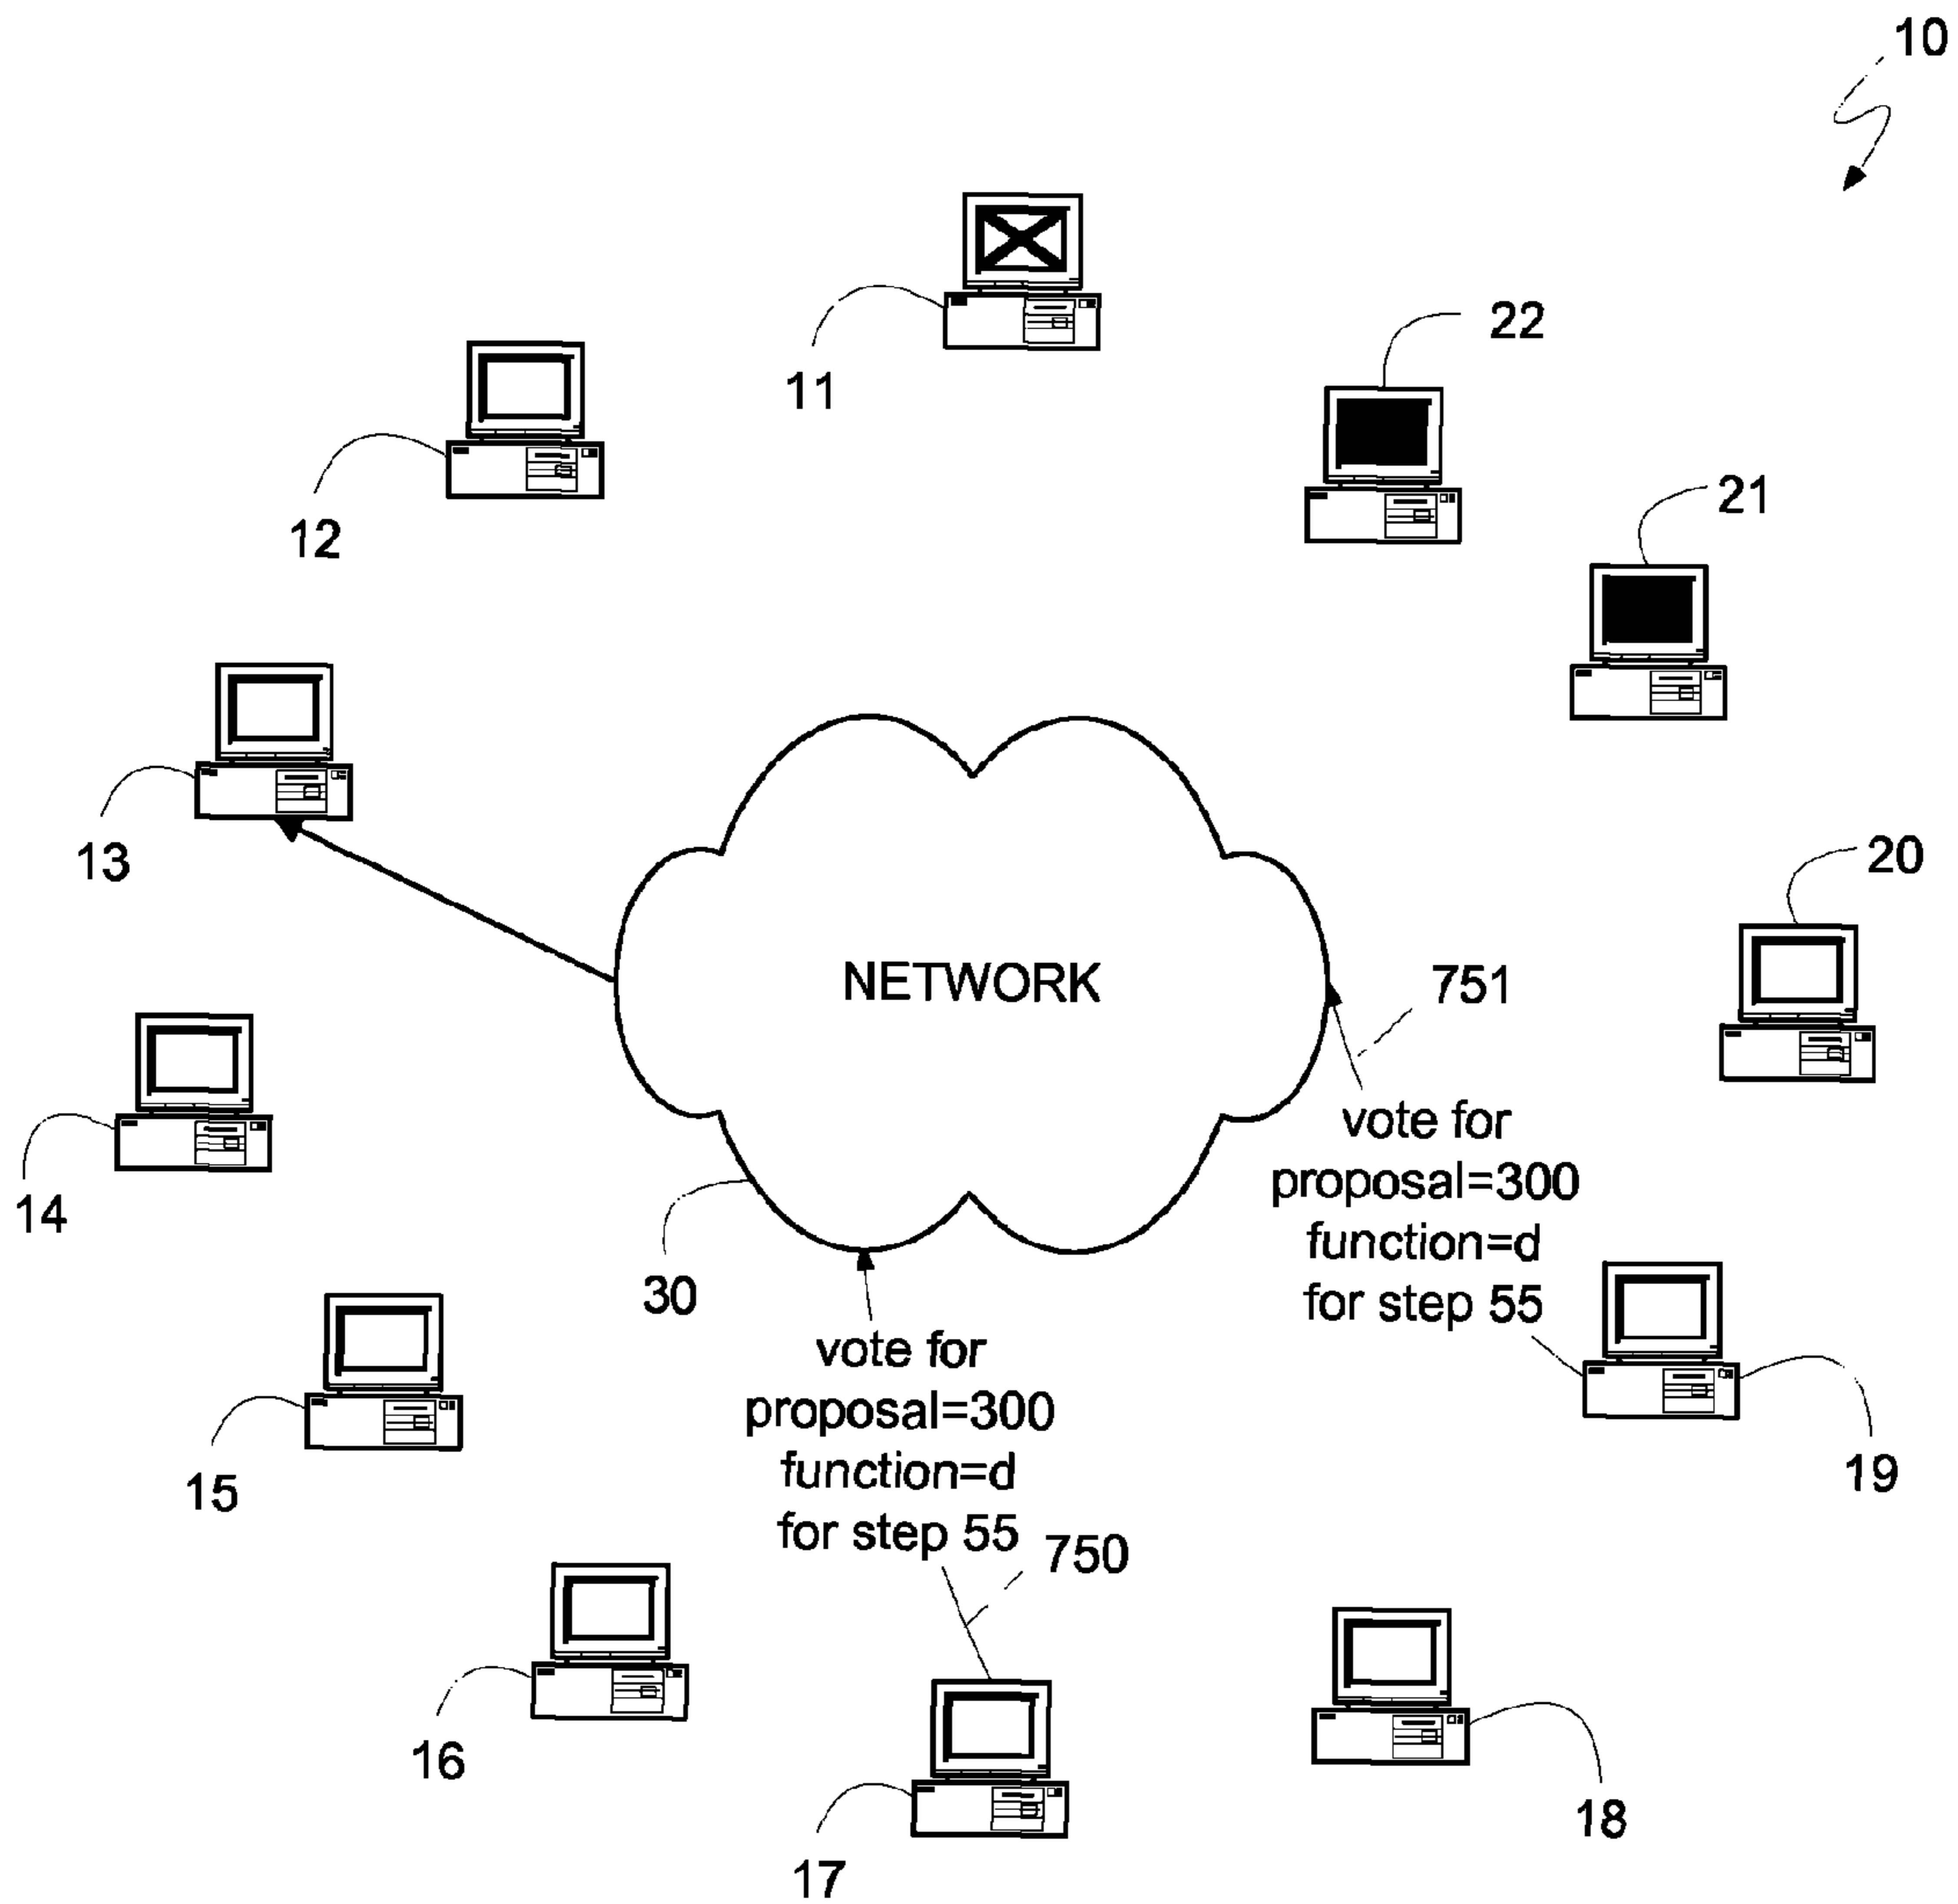 10
11
22
12
21
13
20
NETWORK
751
vote for
proposal=300
function=d
for step 55
14
30
vote for
proposal=300
function=d
for step 55
750
15
19
16
18
17